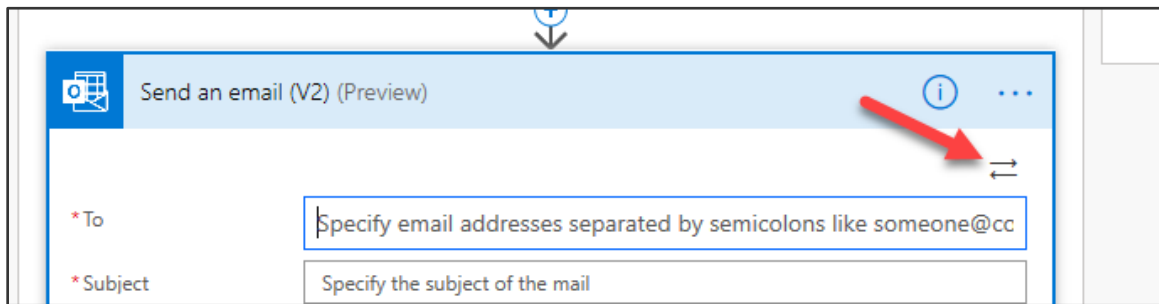 Send an email (V2) (Preview)
* To
Specify email addresses separated by semicolons like someone@cc
* Subject
Specify the subject of the mail